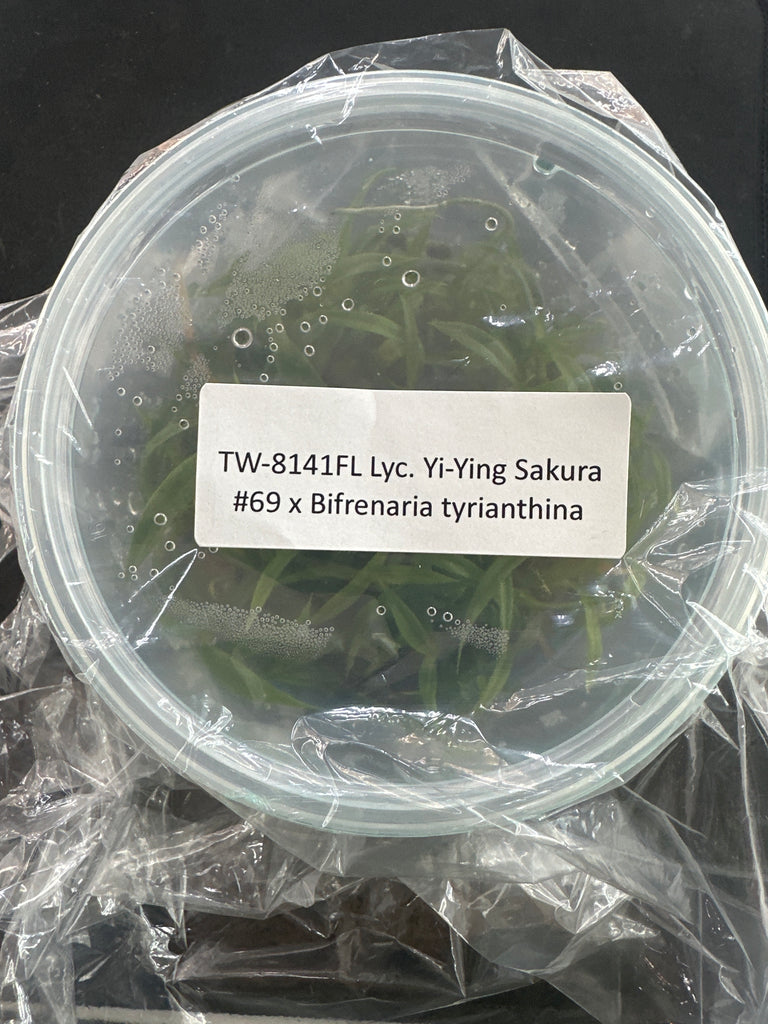 TW-8141FL Lyc. Yi-Ying Sakura
#69 x Bifrenaria tyrianthina